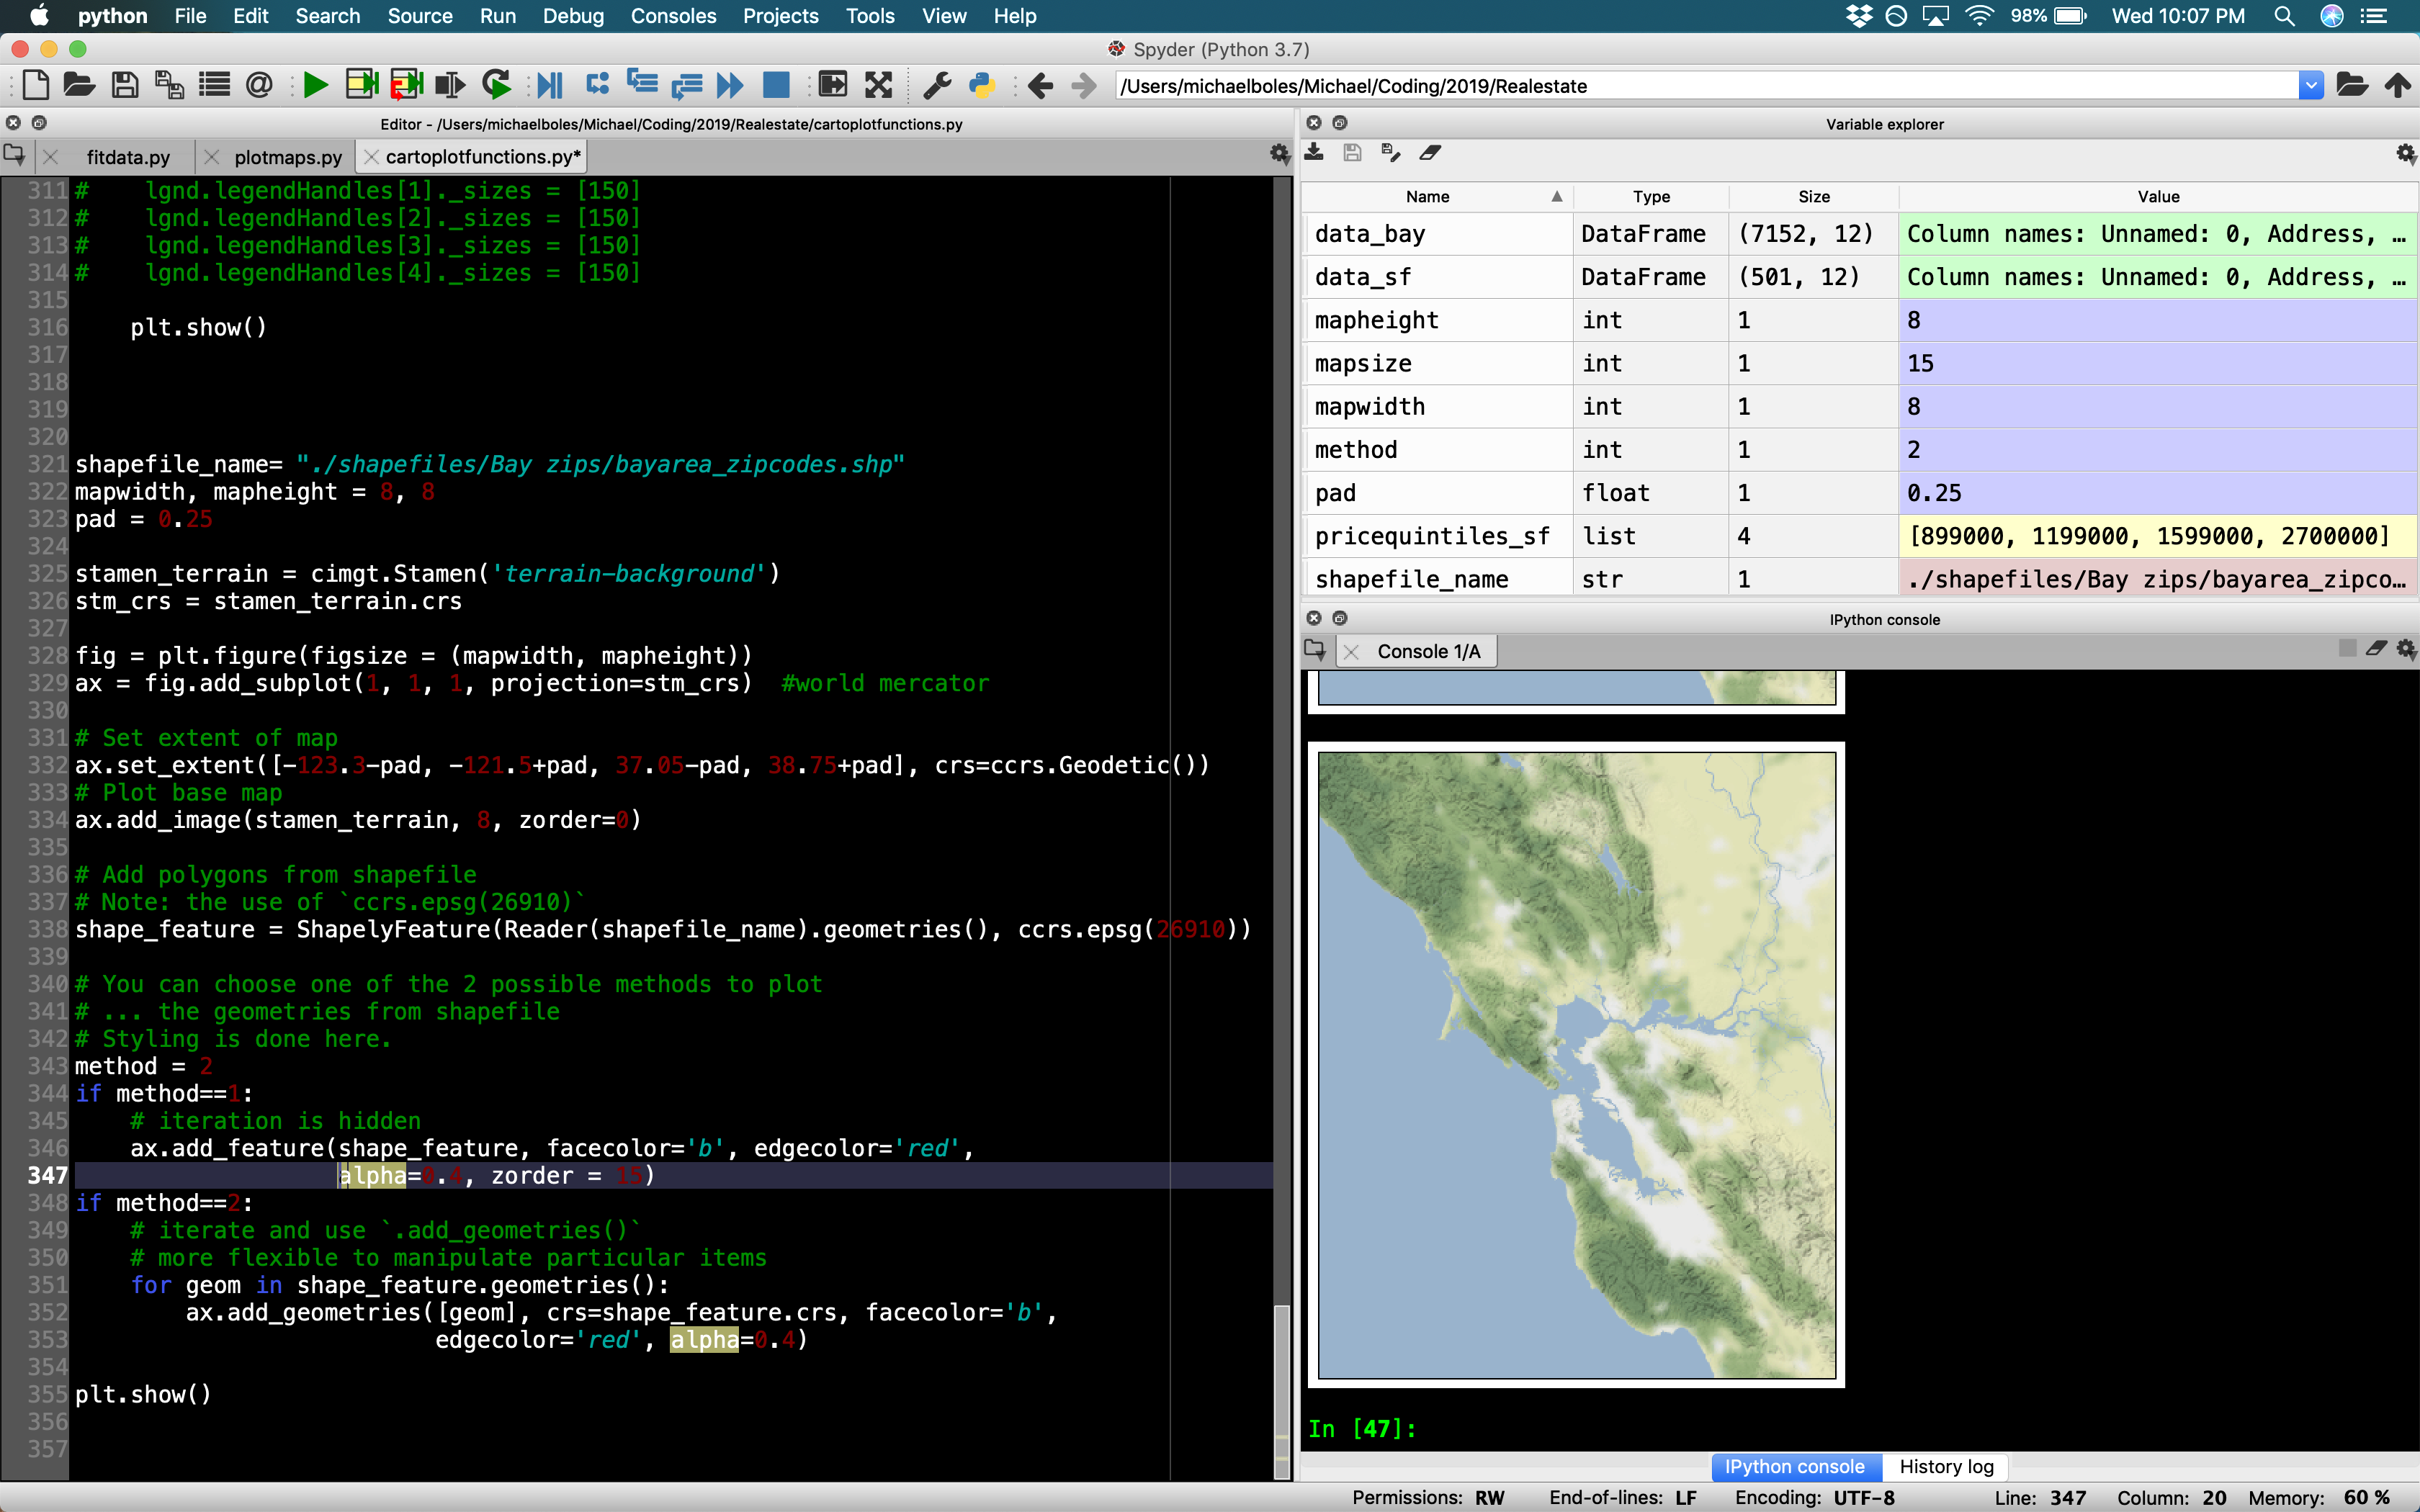 python File Edit Search Source Run Debug Consoles Projects Tools View Help 98% Wed 10:07 PM
Spyder (Python 3.7)
/Users/michaelboles/Michael/Coding/2019/Realestate
Editor - /Users/michaelboles/Michael/Coding/2019/Realestate/cartoplotfunctions.py
fitdata.py plotmaps.py cartoplotfunctions.py*
311 #    lgnd.legendHandles[1]._sizes = [150]
312 #    lgnd.legendHandles[2]._sizes = [150]
313 #    lgnd.legendHandles[3]._sizes = [150]
314 #    lgnd.legendHandles[4]._sizes = [150]
315
316     plt.show()
317
318
319
320
321 shapefile_name= "./shapefiles/Bay zips/bayarea_zipcodes.shp"
322 mapwidth, mapheight = 8, 8
323 pad = 0.25
324
325 stamen_terrain = cimgt.Stamen('terrain-background')
326 stm_crs = stamen_terrain.crs
327
328 fig = plt.figure(figsize = (mapwidth, mapheight))
329 ax = fig.add_subplot(1, 1, 1, projection=stm_crs)  #world mercator
330
331 # Set extent of map
332 ax.set_extent([-123.3-pad, -121.5+pad, 37.05-pad, 38.75+pad], crs=ccrs.Geodetic())
333 # Plot base map
334 ax.add_image(stamen_terrain, 8, zorder=0)
335
336 # Add polygons from shapefile
337 # Note: the use of `ccrs.epsg(26910)`
338 shape_feature = ShapelyFeature(Reader(shapefile_name).geometries(), ccrs.epsg(26910))
339
340 # You can choose one of the 2 possible methods to plot
341 # ... the geometries from shapefile
342 # Styling is done here.
343 method = 2
344 if method==1:
345     # iteration is hidden
346     ax.add_feature(shape_feature, facecolor='b', edgecolor='red',
347                    alpha=0.4, zorder = 15)
348 if method==2:
349     # iterate and use `.add_geometries()`
350     # more flexible to manipulate particular items
351     for geom in shape_feature.geometries():
352         ax.add_geometries([geom], crs=shape_feature.crs, facecolor='b',
353                           edgecolor='red', alpha=0.4)
354
355 plt.show()
356
357
Variable explorer
Name Type Size Value
data_bay DataFrame (7152, 12) Column names: Unnamed: 0, Address, …
data_sf DataFrame (501, 12) Column names: Unnamed: 0, Address, …
mapheight int 1 8
mapsize int 1 15
mapwidth int 1 8
method int 1 2
pad float 1 0.25
pricequintiles_sf list 4 [899000, 1199000, 1599000, 2700000]
shapefile_name str 1 ./shapefiles/Bay zips/bayarea_zipco…
IPython console
Console 1/A
In [47]:
IPython console History log
Permissions: RW End-of-lines: LF Encoding: UTF-8 Line: 347 Column: 20 Memory: 60 %